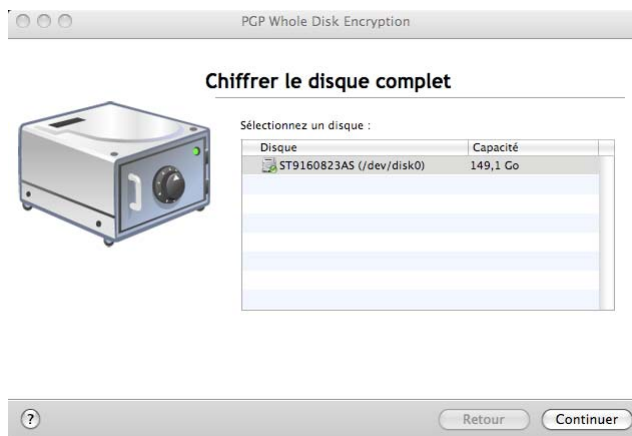 PGP Whole Disk Encryption
Chiffrer le disque complet
Sélectionnez un disque :
Disque Capacité
ST9160823AS (/dev/disk0) 149,1 Go
? Retour Continuer